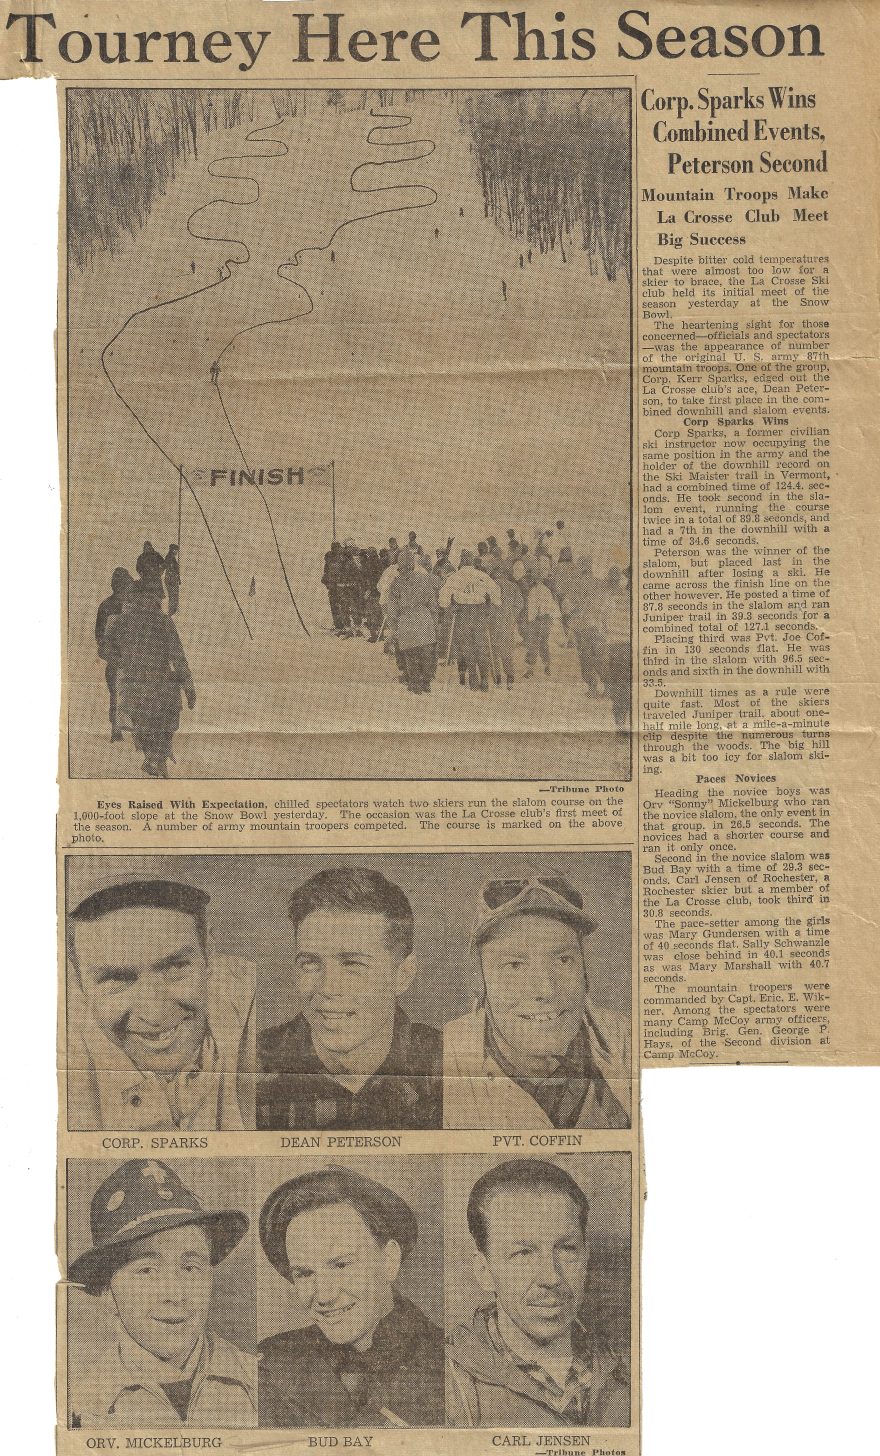 Tourney Here This Season
FINISH
—Tribune Photo
Eyes Raised With Expectation, chilled spectators watch two skiers run the slalom course on the
1,000-foot slope at the Snow Bowl yesterday. The occasion was the La Crosse club's first meet of
the season. A number of army mountain troopers competed. The course is marked on the above
photo.
CORP. SPARKS
DEAN PETERSON
PVT. COFFIN
ORV. MICKELBURG
BUD BAY
CARL JENSEN
—Tribune Photos
Corp. Sparks Wins
Combined Events,
Peterson Second
Mountain Troops Make
La Crosse Club Meet
Big Success
Despite bitter cold temperatures
that were almost too low for a
skier to brace, the La Crosse Ski
club held its initial meet of the
season yesterday at the Snow
Bowl.
The heartening sight for those
concerned—officials and spectators
—was the appearance of number
of the original U. S. army 87th
mountain troops. One of the group,
Corp. Kerr Sparks, edged out the
La Crosse club's ace, Dean Peter-
son, to take first place in the com-
bined downhill and slalom events.
Corp Sparks Wins
Corp Sparks, a former civilian
ski instructor now occupying the
same position in the army and the
holder of the downhill record on
the Ski Maister trail in Vermont,
had a combined time of 124.4. sec-
onds. He took second in the sla-
lom event, running the course
twice in a total of 89.8 seconds, and
had a 7th in the downhill with a
time of 34.6 seconds.
Peterson was the winner of the
slalom, but placed last in the
downhill after losing a ski. He
came across the finish line on the
other however. He posted a time of
87.8 seconds in the slalom and ran
Juniper trail in 39.3 seconds for a
combined total of 127.1 seconds.
Placing third was Pvt. Joe Cof-
fin in 130 seconds flat. He was
third in the slalom with 96.5 sec-
onds and sixth in the downhill with
33.5.
Downhill times as a rule were
quite fast. Most of the skiers
traveled Juniper trail, about one-
half mile long, at a mile-a-minute
clip despite the numerous turns
through the woods. The big hill
was a bit too icy for slalom ski-
ing.
Paces Novices
Heading the novice boys was
Orv "Sonny" Mickelburg who ran
the novice slalom, the only event in
that group, in 26.5 seconds. The
novices had a shorter course and
ran it only once.
Second in the novice slalom was
Bud Bay with a time of 29.3 sec-
onds. Carl Jensen of Rochester, a
Rochester skier but a member of
the La Crosse club, took third in
30.8 seconds.
The pace-setter among the girls
was Mary Gundersen with a time
of 40 seconds flat. Sally Schwanzle
was close behind in 40.1 seconds
as was Mary Marshall with 40.7
seconds.
The mountain troopers were
commanded by Capt. Eric. E. Wik-
ner. Among the spectators were
many Camp McCoy army officers,
including Brig. Gen. George P.
Hays, of the Second division at
Camp McCoy.